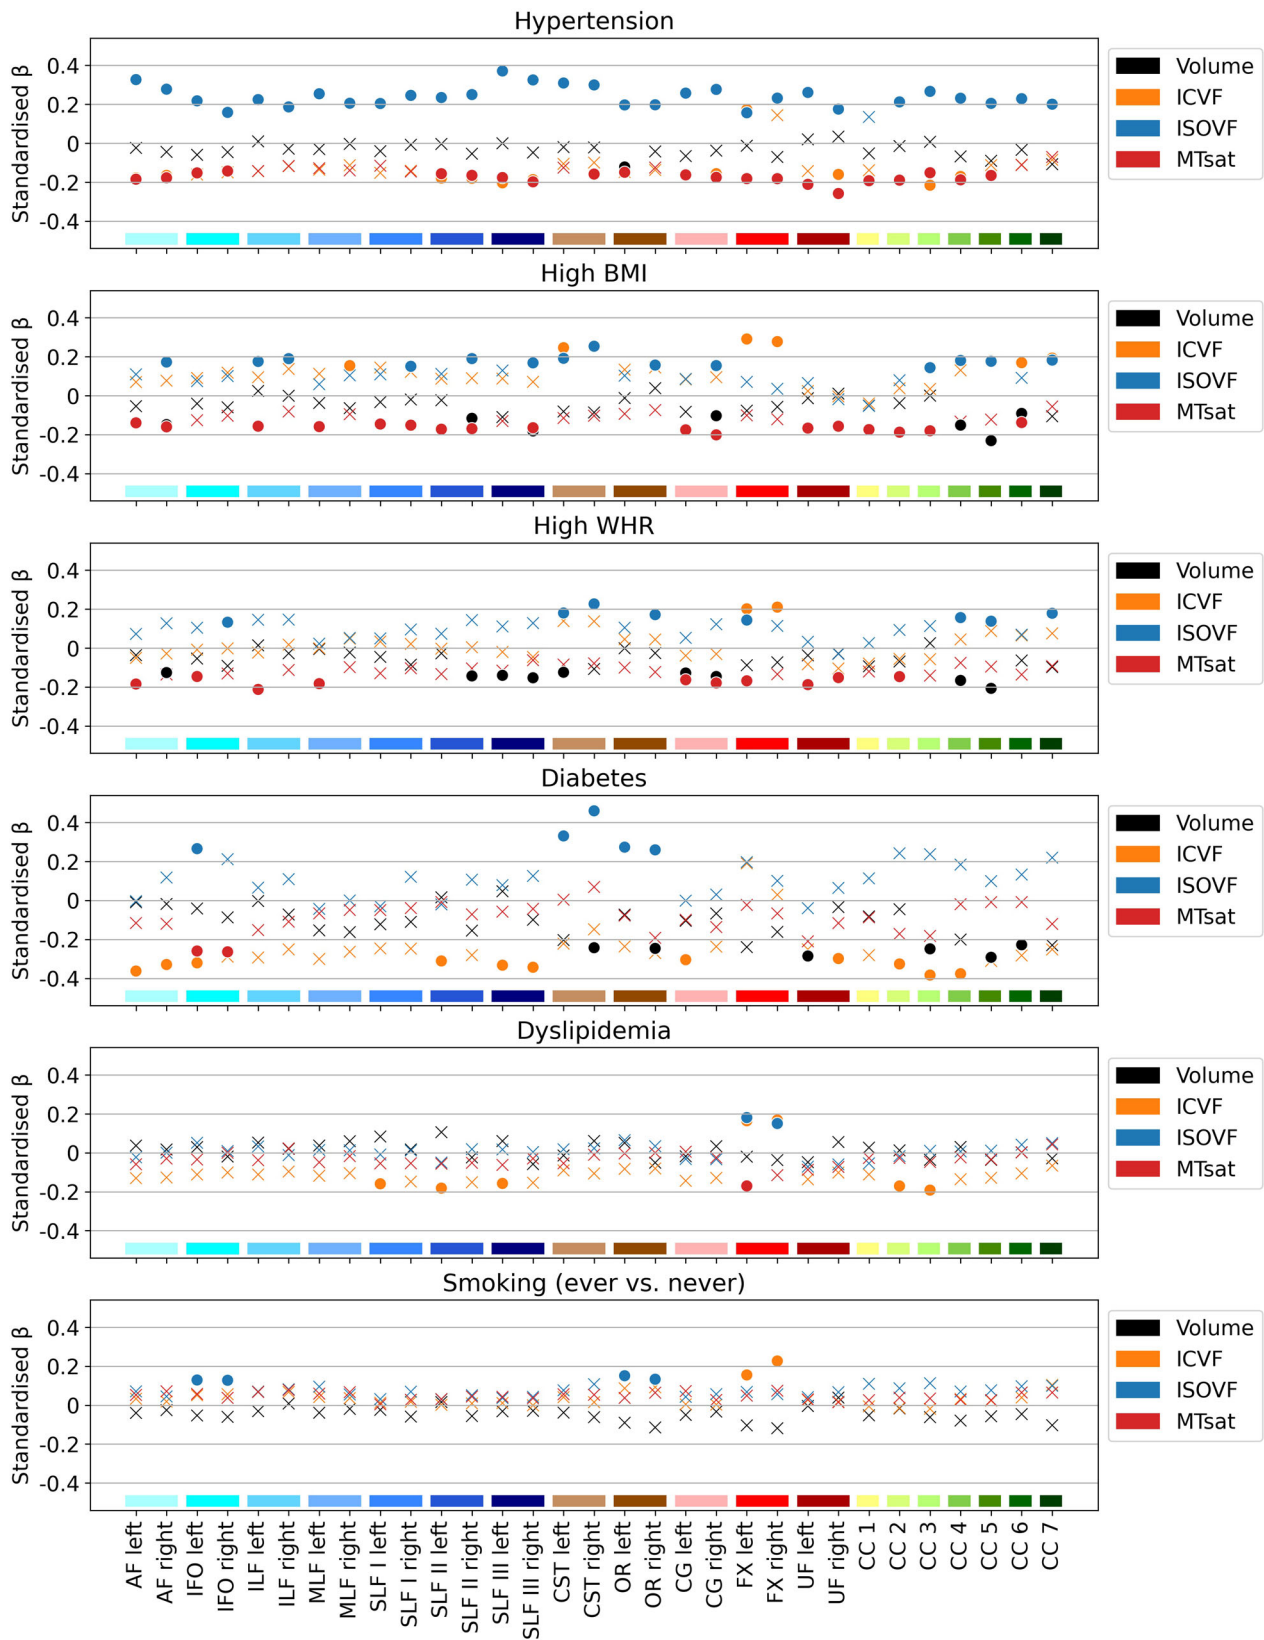 Hypertension
Standardised β
0.4
0.2
0
-0.2
-0.4
Volume
ICVF
ISOVF
MTsat
High BMI
Standardised β
0.4
0.2
0
-0.2
-0.4
Volume
ICVF
ISOVF
MTsat
High WHR
Standardised β
0.4
0.2
0
-0.2
-0.4
Volume
ICVF
ISOVF
MTsat
Diabetes
Standardised β
0.4
0.2
0
-0.2
-0.4
Volume
ICVF
ISOVF
MTsat
Dyslipidemia
Standardised β
0.4
0.2
0
-0.2
-0.4
Volume
ICVF
ISOVF
MTsat
Smoking (ever vs. never)
Standardised β
0.4
0.2
0
-0.2
-0.4
Volume
ICVF
ISOVF
MTsat
AF left
AF right
IFO left
IFO right
ILF left
ILF right
MLF left
MLF right
SLF I left
SLF I right
SLF II left
SLF II right
SLF III left
SLF III right
CST left
CST right
OR left
OR right
CG left
CG right
FX left
FX right
UF left
UF right
CC 1
CC 2
CC 3
CC 4
CC 5
CC 6
CC 7